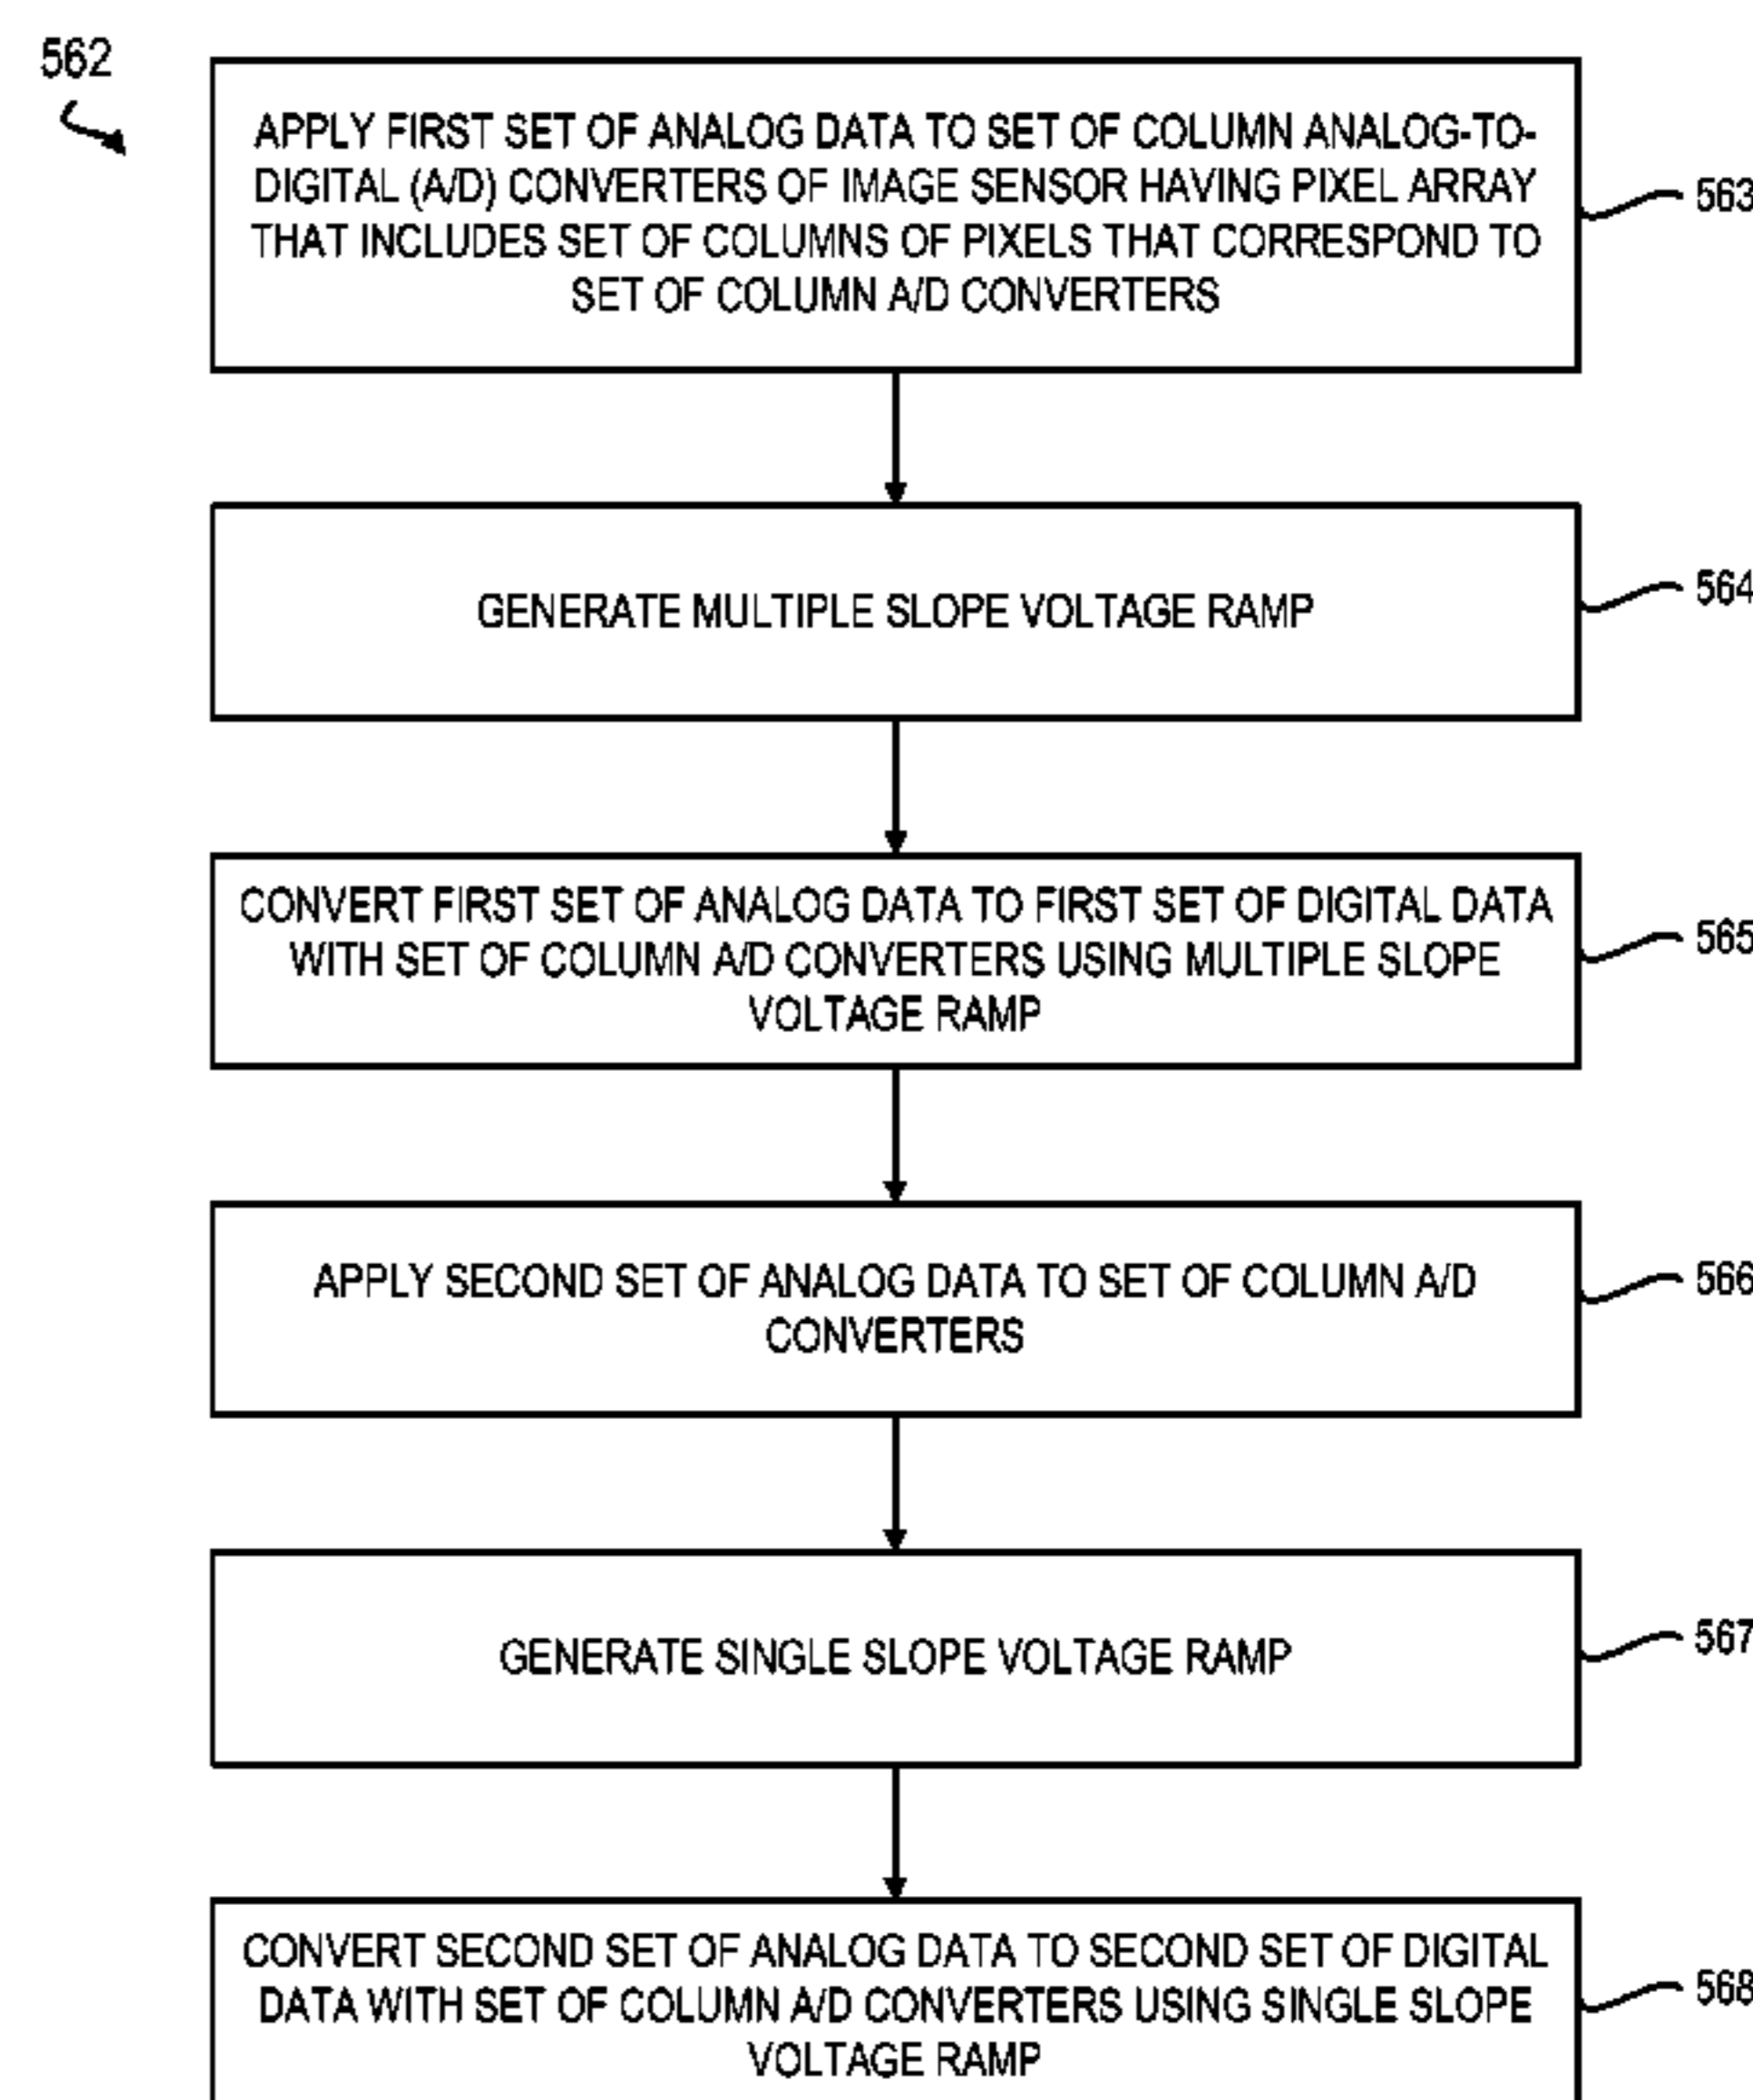 562
APPLY FIRST SET OF ANALOG DATA TO SET OF COLUMN ANALOG-TO-
DIGITAL (A/D) CONVERTERS OF IMAGE SENSOR HAVING PIXEL ARRAY
THAT INCLUDES SET OF COLUMNS OF PIXELS THAT CORRESPOND TO
SET OF COLUMN A/D CONVERTERS
563
GENERATE MULTIPLE SLOPE VOLTAGE RAMP
564
CONVERT FIRST SET OF ANALOG DATA TO FIRST SET OF DIGITAL DATA
WITH SET OF COLUMN A/D CONVERTERS USING MULTIPLE SLOPE
VOLTAGE RAMP
565
APPLY SECOND SET OF ANALOG DATA TO SET OF COLUMN A/D
CONVERTERS
566
GENERATE SINGLE SLOPE VOLTAGE RAMP
567
CONVERT SECOND SET OF ANALOG DATA TO SECOND SET OF DIGITAL
DATA WITH SET OF COLUMN A/D CONVERTERS USING SINGLE SLOPE
VOLTAGE RAMP
568